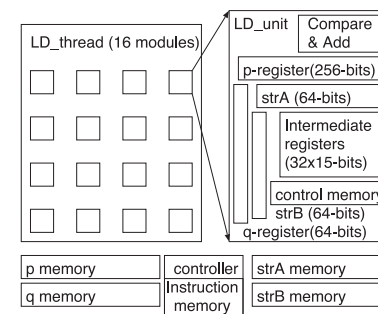 LD_thread (16 modules)
LD_unit
Compare
& Add
p-register(256-bits)
strA (64-bits)
Intermediate
registers
(32x15-bits)
control memory
strB (64-bits)
q-register(64-bits)
p memory
controller
strA memory
q memory
Instruction
memory
strB memory